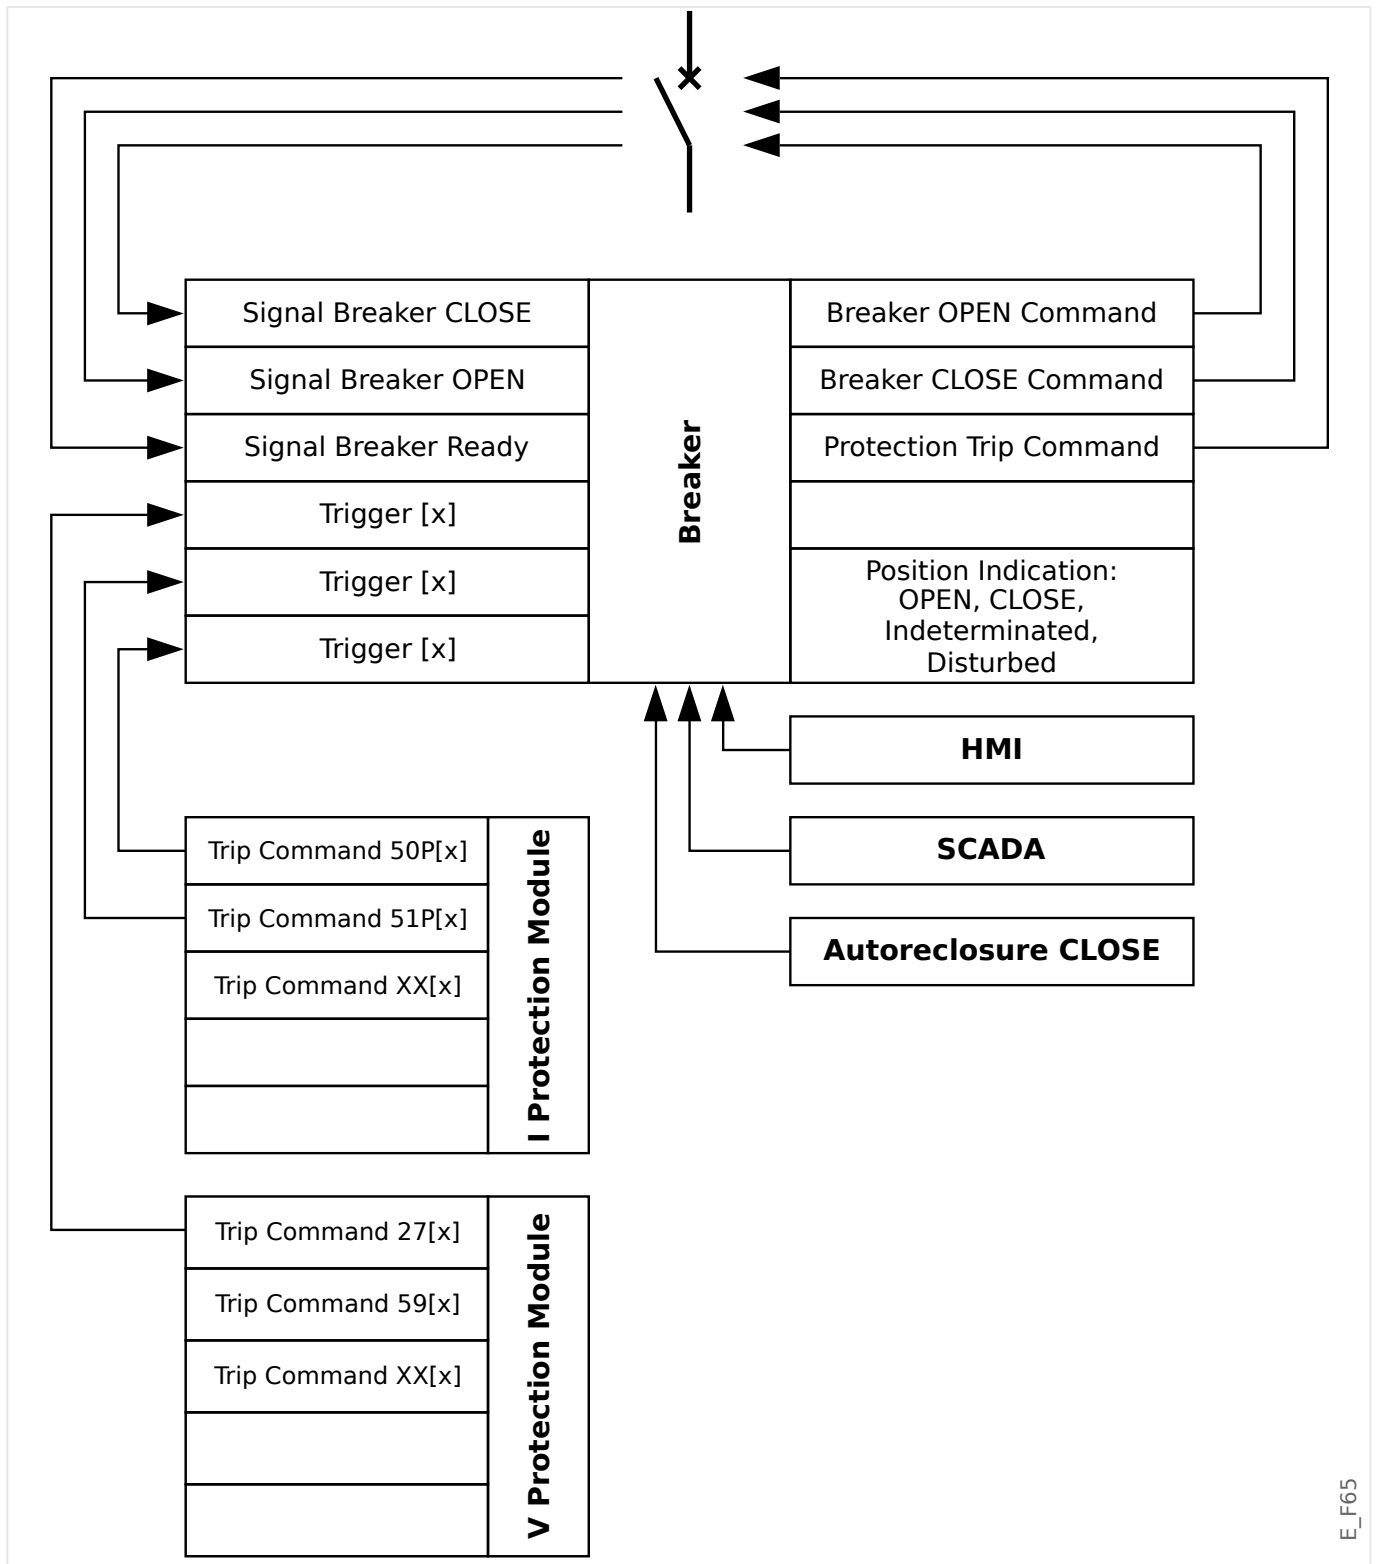 Signal Breaker CLOSE
Signal Breaker OPEN
Signal Breaker Ready
Trigger [x]
Trigger [x]
Trigger [x]
Breaker
Breaker OPEN Command
Breaker CLOSE Command
Protection Trip Command
Position Indication:
OPEN, CLOSE,
Indeterminated,
Disturbed
HMI
SCADA
Autoreclosure CLOSE
Trip Command 50P[x]
Trip Command 51P[x]
Trip Command XX[x]
I Protection Module
Trip Command 27[x]
Trip Command 59[x]
Trip Command XX[x]
V Protection Module
E_F65